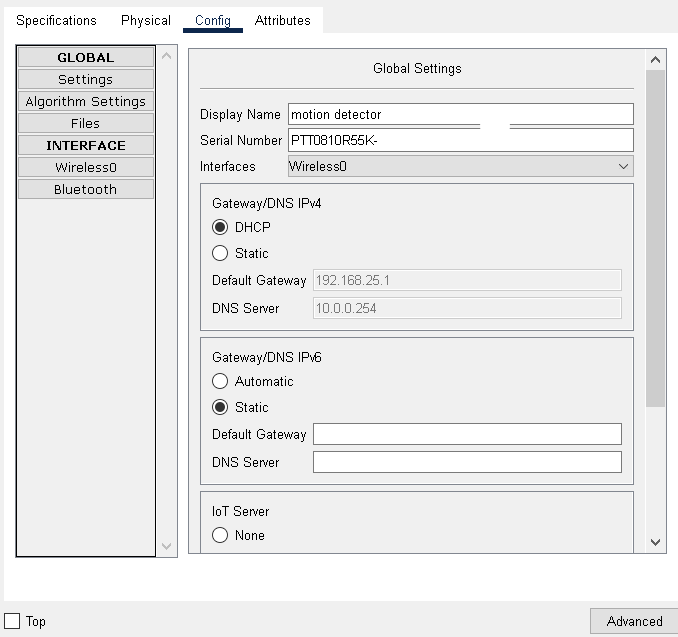 Specifications Physical Config Attributes
GLOBAL
Settings
Algorithm Settings
Files
INTERFACE
Wireless0
Bluetooth
Global Settings
Display Name motion detector
Serial Number PTT0810R55K-
Interfaces Wireless0
Gateway/DNS IPv4
DHCP
Static
Default Gateway 192.168.25.1
DNS Server 10.0.0.254
Gateway/DNS IPv6
Automatic
Static
Default Gateway
DNS Server
IoT Server
None
Top
Advanced